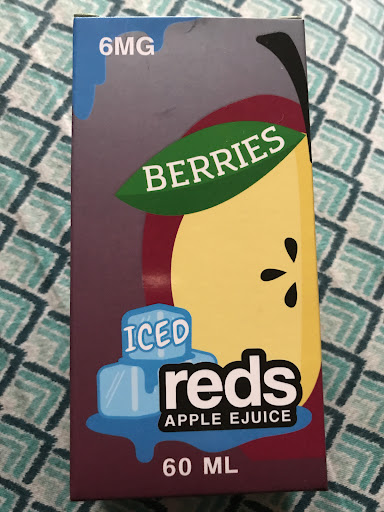 6MG
BERRIES
ICED
reds
APPLE EJUICE
60 ML